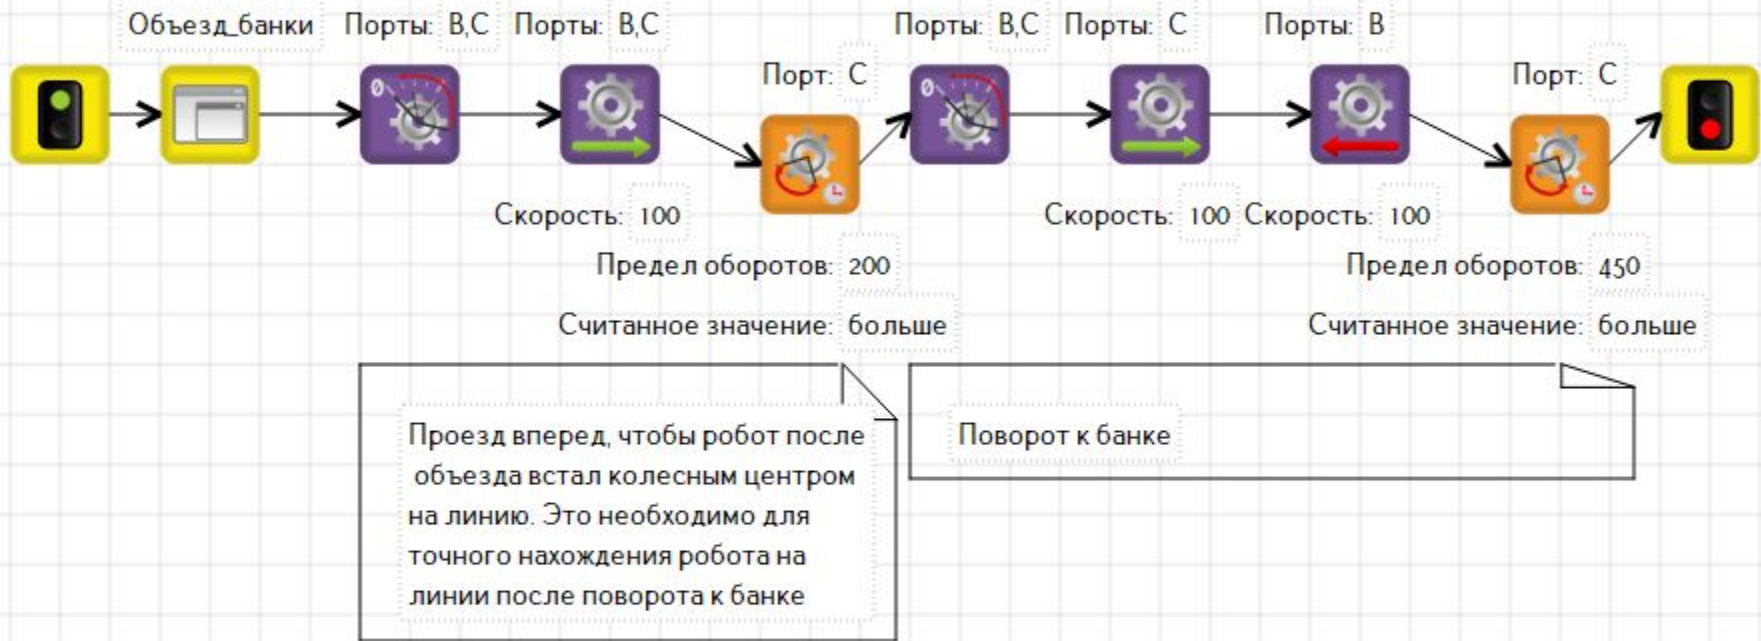 Объезд_банки Порты: B,C Порты: B,C Порты: B,C Порты: C Порты: B
Порт: C Порт: C
0 0
Скорость: 100 Скорость: 100 Скорость: 100
Предел оборотов: 200 Предел оборотов: 450
Считанное значение: больше Считанное значение: больше
Проезд вперед, чтобы робот после
объезда встал колесным центром
на линию. Это необходимо для
точного нахождения робота на
линии после поворота к банке
Поворот к банке